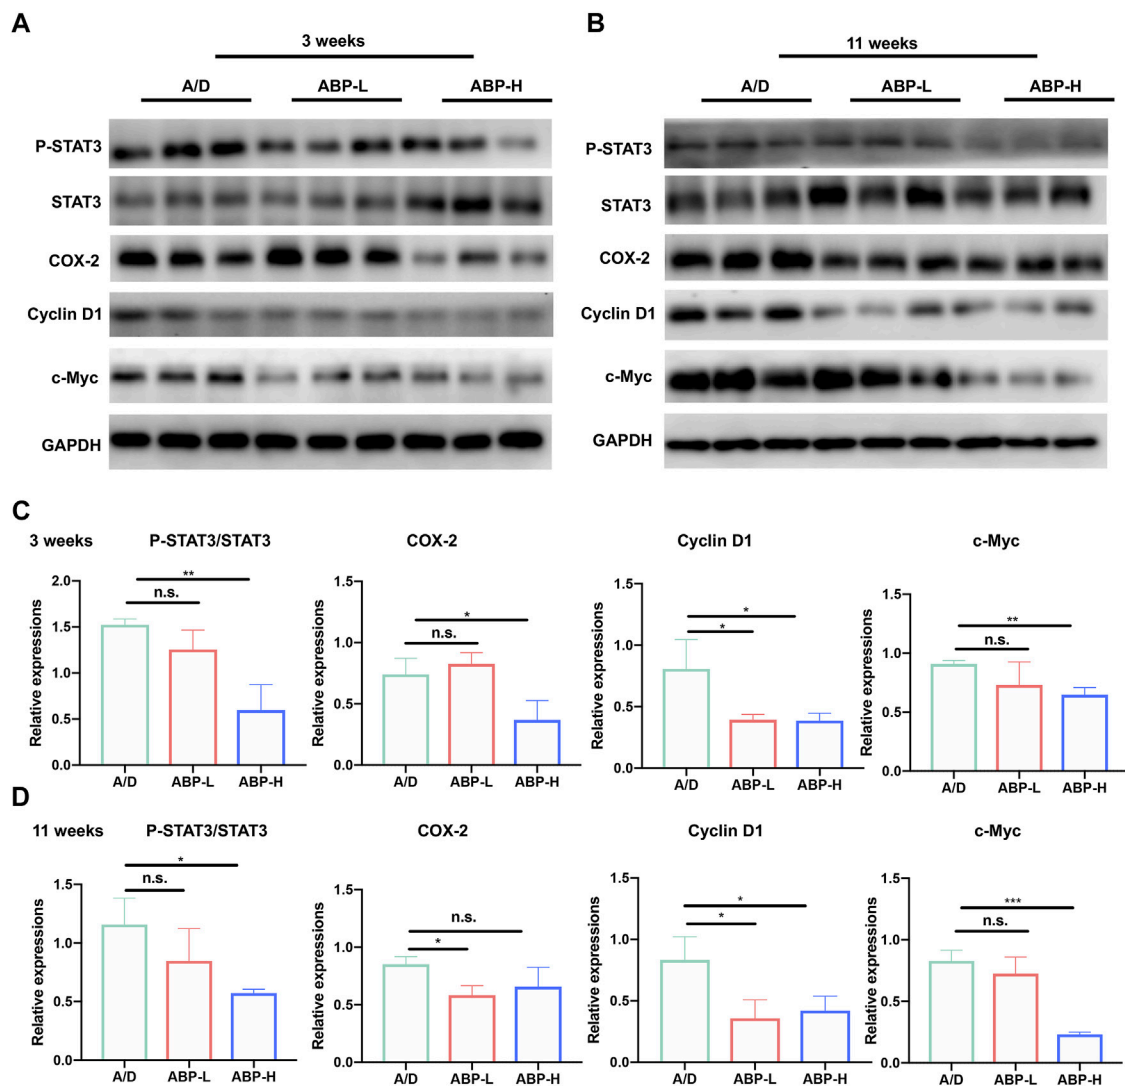 A
B
3 weeks
11 weeks
A/D ABP-L ABP-H
A/D ABP-L ABP-H
P-STAT3
STAT3
COX-2
Cyclin D1
c-Myc
GAPDH
P-STAT3
STAT3
COX-2
Cyclin D1
c-Myc
GAPDH
C
3 weeks
P-STAT3/STAT3
Relative expressions
2.0
1.5
1.0
0.5
0.0
**
n.s.
A/D ABP-L ABP-H
COX-2
Relative expressions
1.5
1.0
0.5
0.0
*
n.s.
A/D ABP-L ABP-H
Cyclin D1
Relative expressions
1.5
1.0
0.5
0.0
*
*
A/D ABP-L ABP-H
c-Myc
Relative expressions
1.5
1.0
0.5
0.0
**
n.s.
A/D ABP-L ABP-H
D
11 weeks
P-STAT3/STAT3
Relative expressions
1.5
1.0
0.5
0.0
*
n.s.
A/D ABP-L ABP-H
COX-2
Relative expressions
1.5
1.0
0.5
0.0
n.s.
*
A/D ABP-L ABP-H
Cyclin D1
Relative expressions
1.5
1.0
0.5
0.0
*
*
A/D ABP-L ABP-H
c-Myc
Relative expressions
1.5
1.0
0.5
0.0
***
n.s.
A/D ABP-L ABP-H